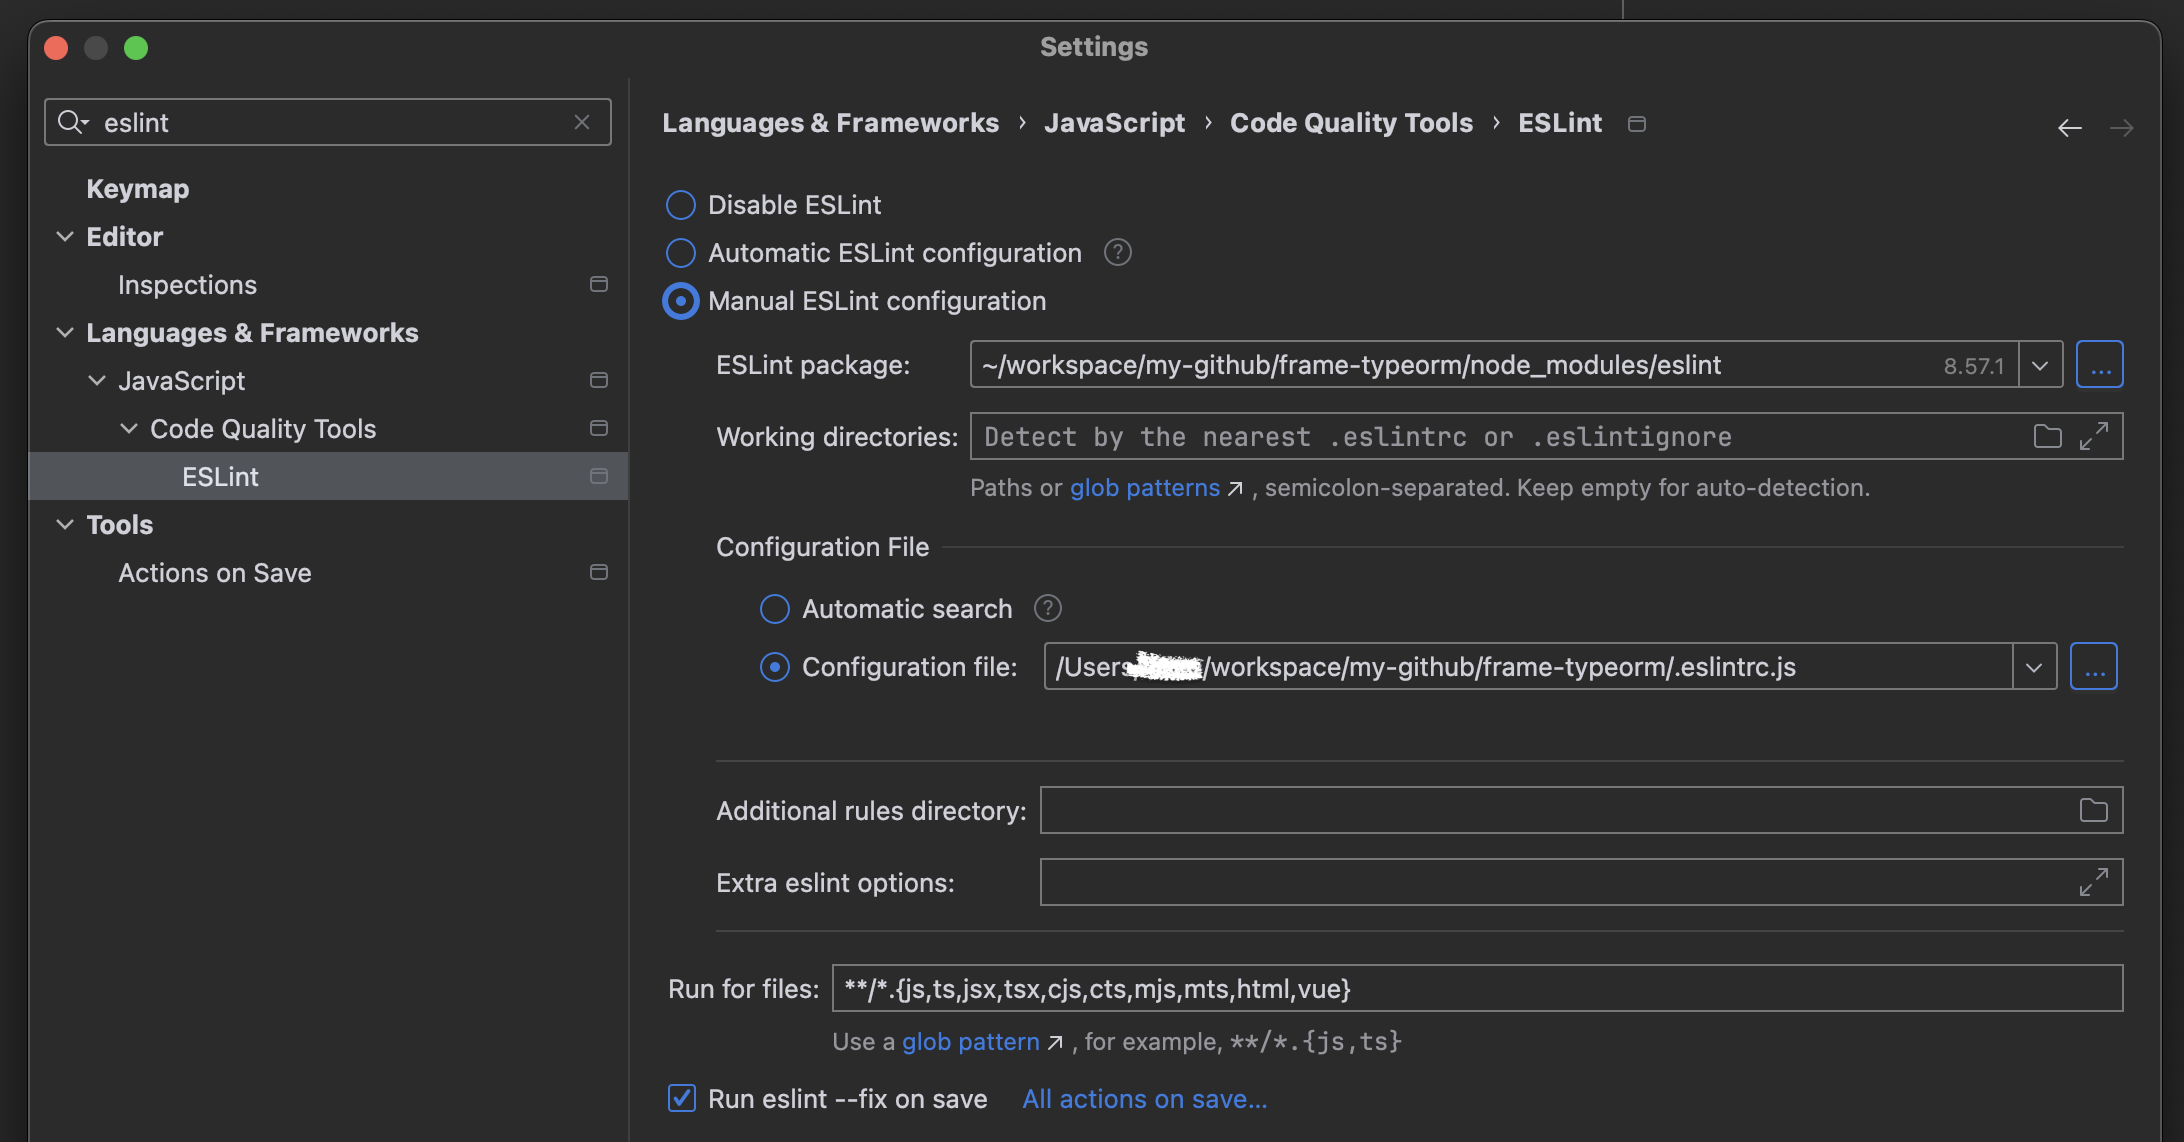 Settings
eslint
Keymap
Editor
Inspections
Languages & Frameworks
JavaScript
Code Quality Tools
ESLint
Tools
Actions on Save
Languages & Frameworks › JavaScript › Code Quality Tools › ESLint
Disable ESLint
Automatic ESLint configuration ?
Manual ESLint configuration
ESLint package: ~/workspace/my-github/frame-typeorm/node_modules/eslint 8.57.1 ...
Working directories: Detect by the nearest .eslintrc or .eslintignore
Paths or glob patterns ↗ , semicolon-separated. Keep empty for auto-detection.
Configuration File
Automatic search ?
Configuration file: /Users /workspace/my-github/frame-typeorm/.eslintrc.js ...
Additional rules directory:
Extra eslint options:
Run for files: **/*.{js,ts,jsx,tsx,cjs,cts,mjs,mts,html,vue}
Use a glob pattern ↗ , for example, **/*.{js,ts}
Run eslint --fix on save All actions on save...